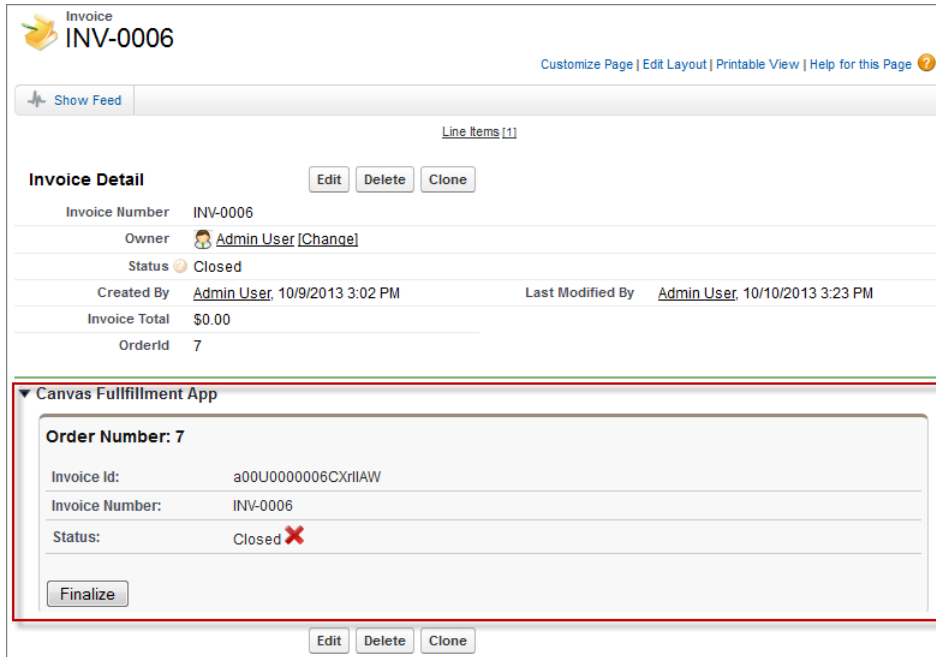 Invoice
INV-0006
Customize Page | Edit Layout | Printable View | Help for this Page ?
Show Feed
Line Items [1]
Invoice Detail Edit Delete Clone
Invoice Number INV-0006
Owner Admin User [Change]
Status ? Closed
Created By Admin User, 10/9/2013 3:02 PM Last Modified By Admin User, 10/10/2013 3:23 PM
Invoice Total $0.00
OrderId 7
Canvas Fullfillment App
Order Number: 7
Invoice Id: a00U0000006CXrIIAW
Invoice Number: INV-0006
Status: Closed
Finalize
Edit Delete Clone